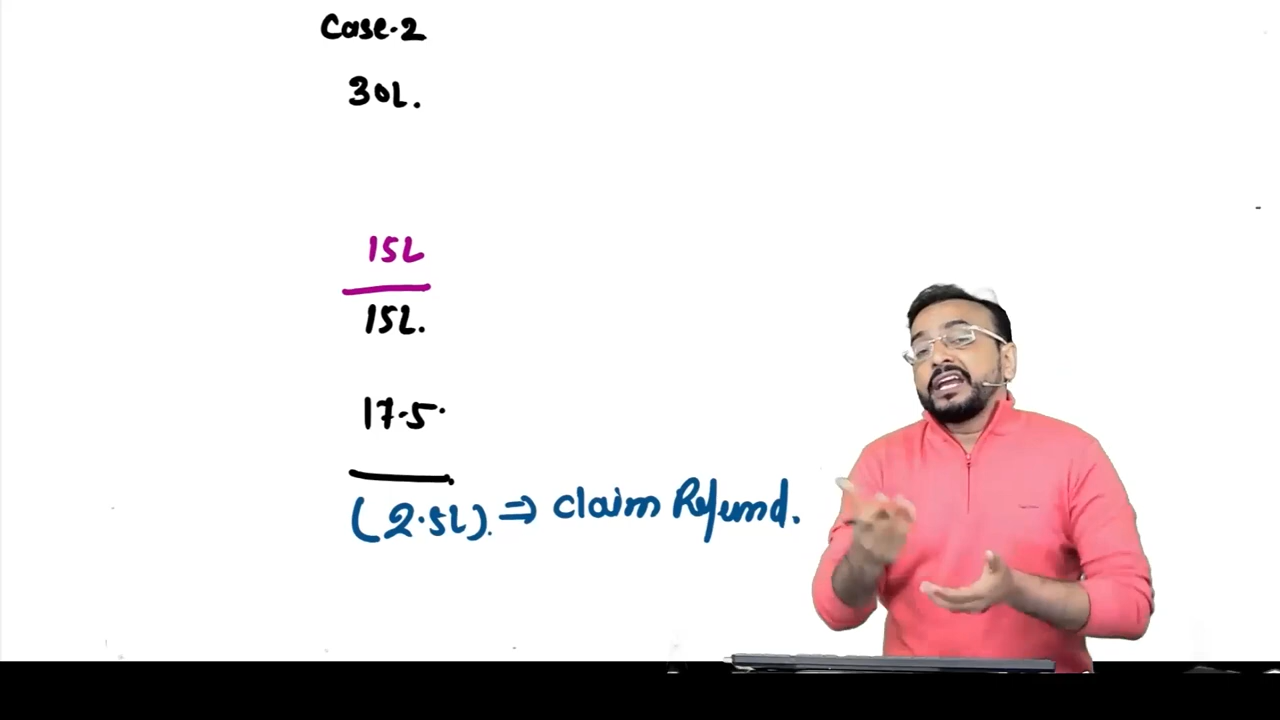 Case.2
30L.
15L
15L.
17.5.
(2.5L). ⇒ claim Refund.